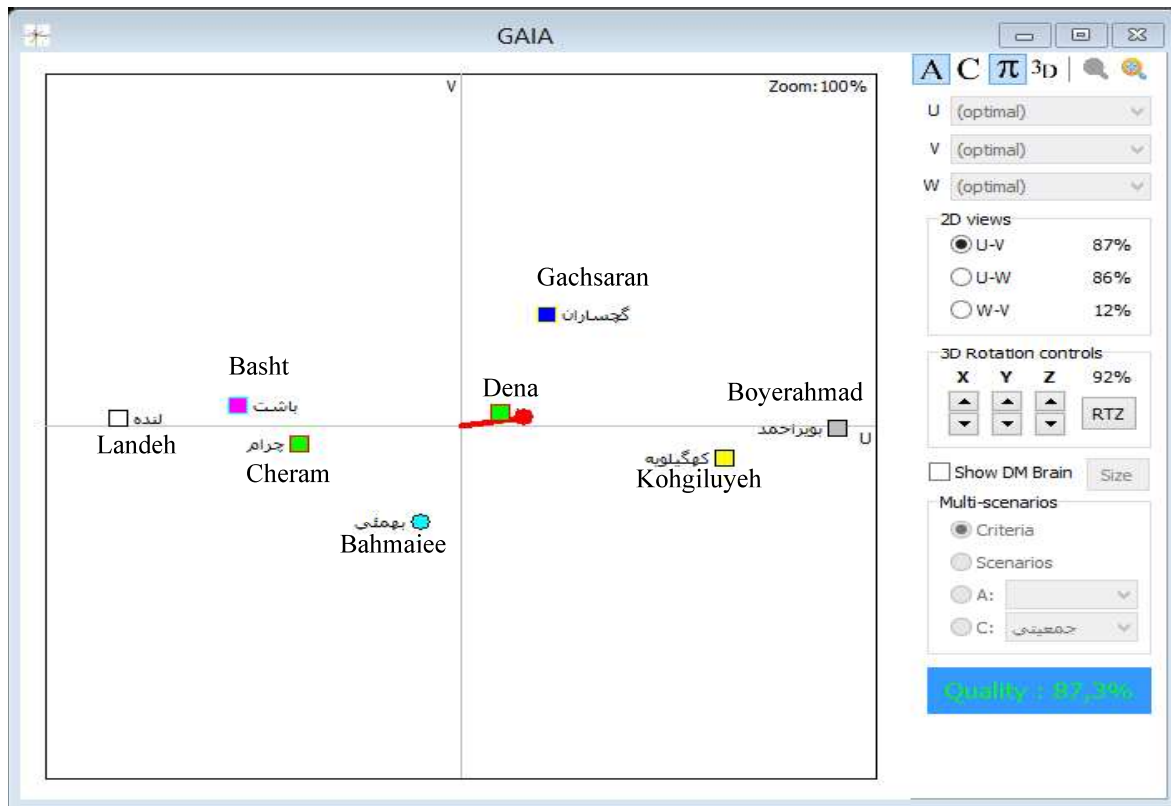 GAIA
V
Zoom: 100%
Gachsaran
گچساران
Basht
باشت
Dena
Boyerahmad
بویراحمد
U
لنده
Landeh
چرام
Cheram
کهگیلویه
Kohgiluyeh
بهمئی
Bahmaiee
A C π 3D
U (optimal)
V (optimal)
W (optimal)
2D views
U-V 87%
U-W 86%
W-V 12%
3D Rotation controls
X Y Z 92%
RTZ
Show DM Brain Size
Multi-scenarios
Criteria
Scenarios
A:
C: جمعیتی
Quality : 87,3%